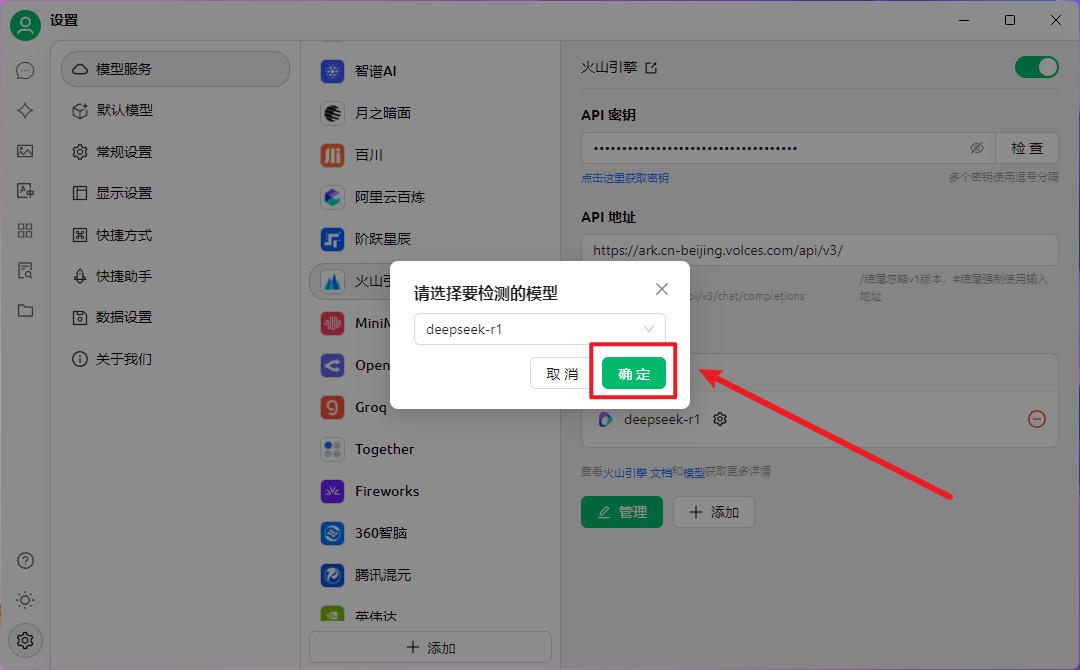 设置
模型服务
默认模型
常规设置
显示设置
快捷方式
快捷助手
数据设置
关于我们
智谱AI
月之暗面
百川
阿里云百炼
阶跃星辰
火山引
MiniM
Open
Groq
Together
Fireworks
360智脑
腾讯混元
英伟达
添加
火山引擎
API 密钥
••••••••••••••••••••••••••••••••••••
检 查
点击这里获取密钥
多个密钥使用逗号分隔
API 地址
https://ark.cn-beijing.volces.com/api/v3/
pi/v3/chat/completions
/结尾忽略v1版本，#结尾强制使用输入
地址
请选择要检测的模型
deepseek-r1
取 消
确 定
deepseek-r1
查看火山引擎 文档和模型获取更多详情
管理
添加